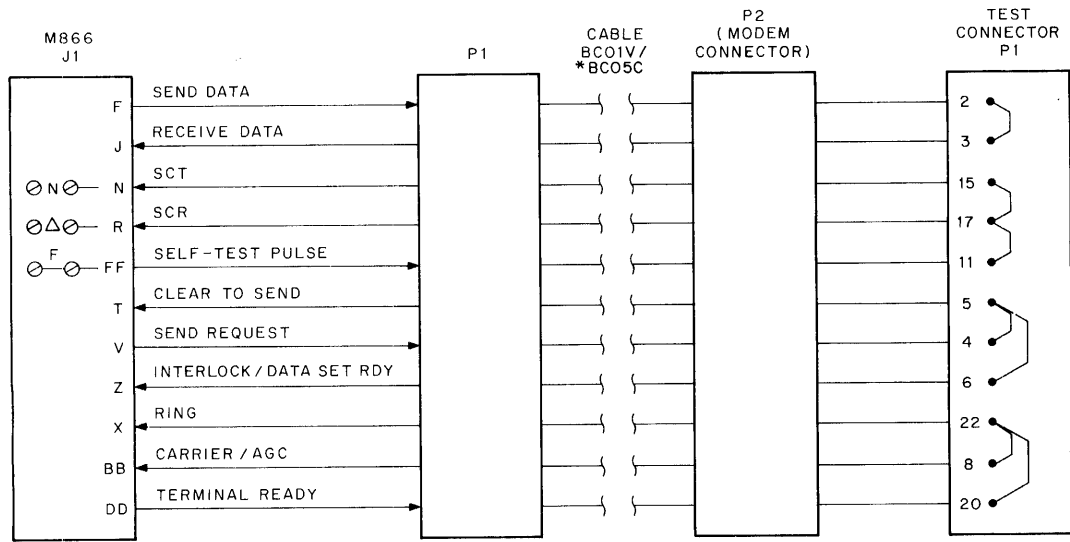 M866
J1
P1
CABLE
BC01V/
*BC05C
P2
(MODEM
CONNECTOR)
TEST
CONNECTOR
P1
F SEND DATA 2
J RECEIVE DATA 3
N N SCT 15
Δ R SCR 17
F FF SELF-TEST PULSE 11
T CLEAR TO SEND 5
V SEND REQUEST 4
Z INTERLOCK/DATA SET RDY 6
X RING 22
BB CARRIER/AGC 8
DD TERMINAL READY 20